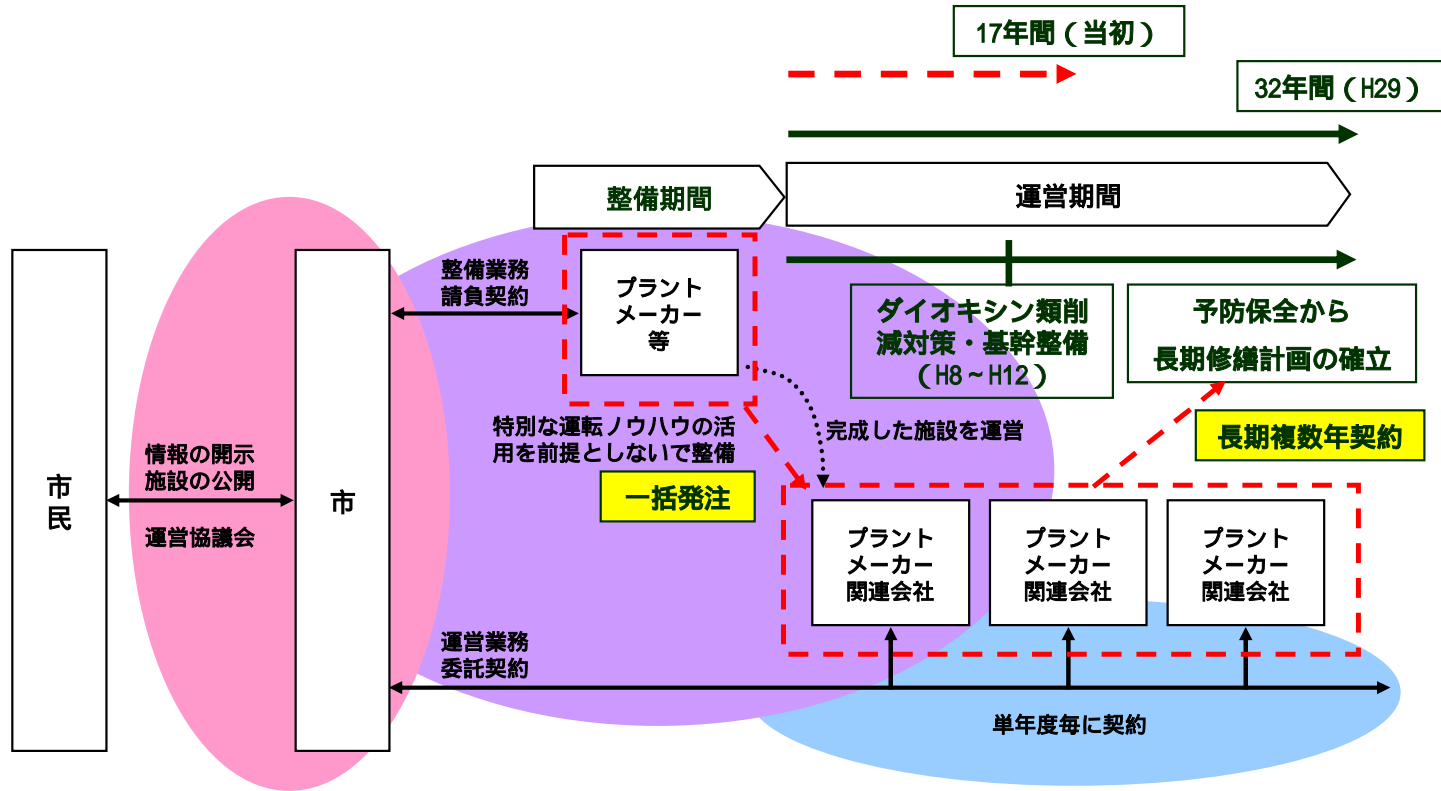 17年間（当初）
32年間（H29）
整備期間
運営期間
整備業務
請負契約
プラント
メーカー
等
ダイオキシン類削
減対策・基幹整備
（H8～H12）
予防保全から
長期修繕計画の確立
特別な運転ノウハウの活
用を前提としないで整備
完成した施設を運営
長期複数年契約
一括発注
市民
情報の開示
施設の公開
運営協議会
市
プラント
メーカー
関連会社
プラント
メーカー
関連会社
プラント
メーカー
関連会社
運営業務
委託契約
単年度毎に契約